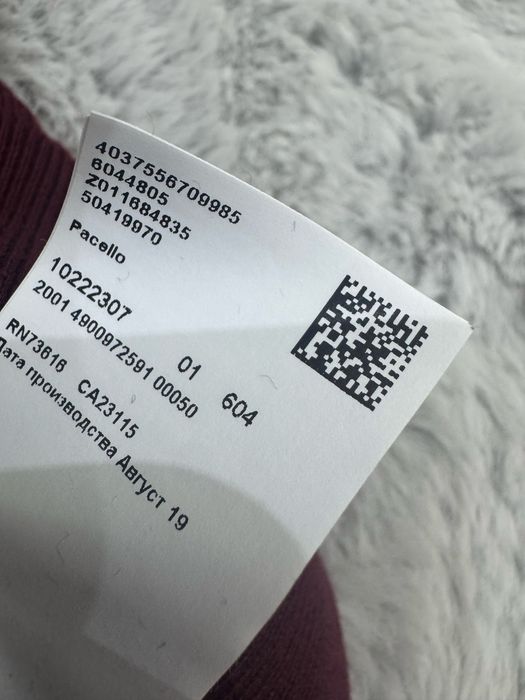 4037556709985
6044805
Z011684835
50419970
Pacello
10222307 01 604
2001 4900972591 00050
RN73616 CA23115
Дата производства Август 19